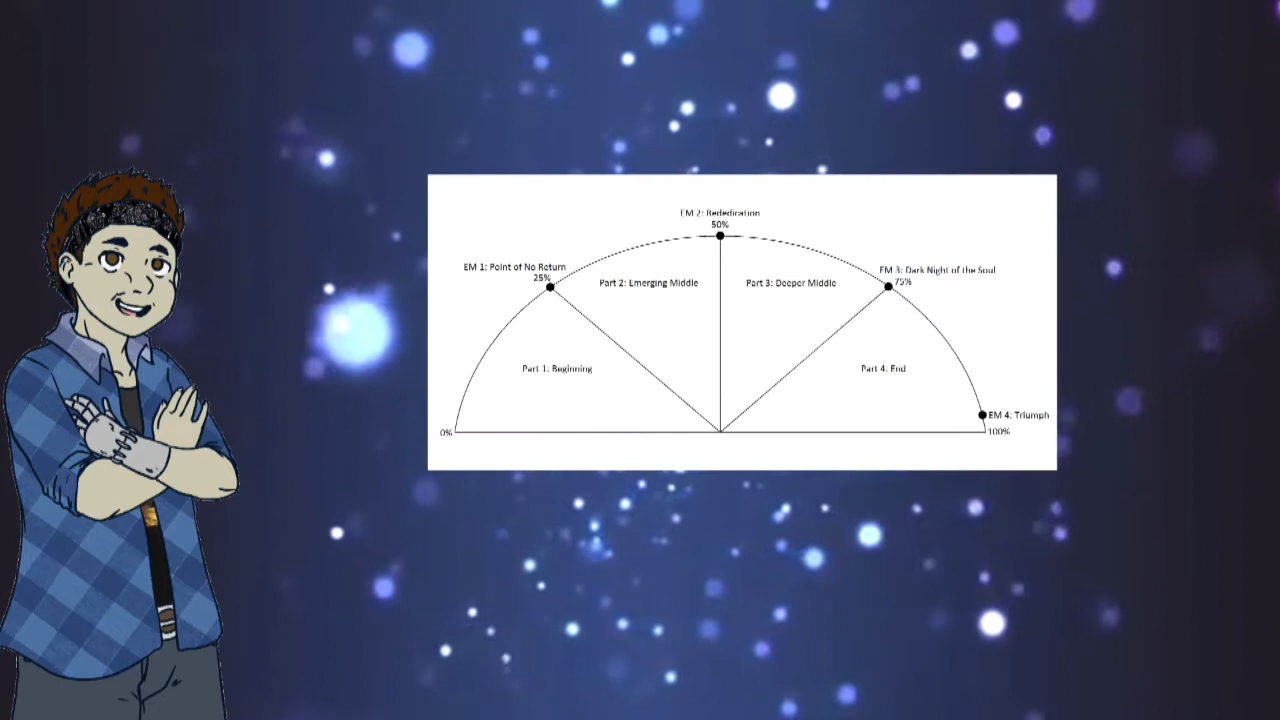 EM 2: Rededication
50%
EM 1: Point of No Return
25%
EM 3: Dark Night of the Soul
75%
Part 2: Emerging Middle
Part 3: Deeper Middle
Part 1: Beginning
Part 4: End
EM 4: Triumph
0%
100%